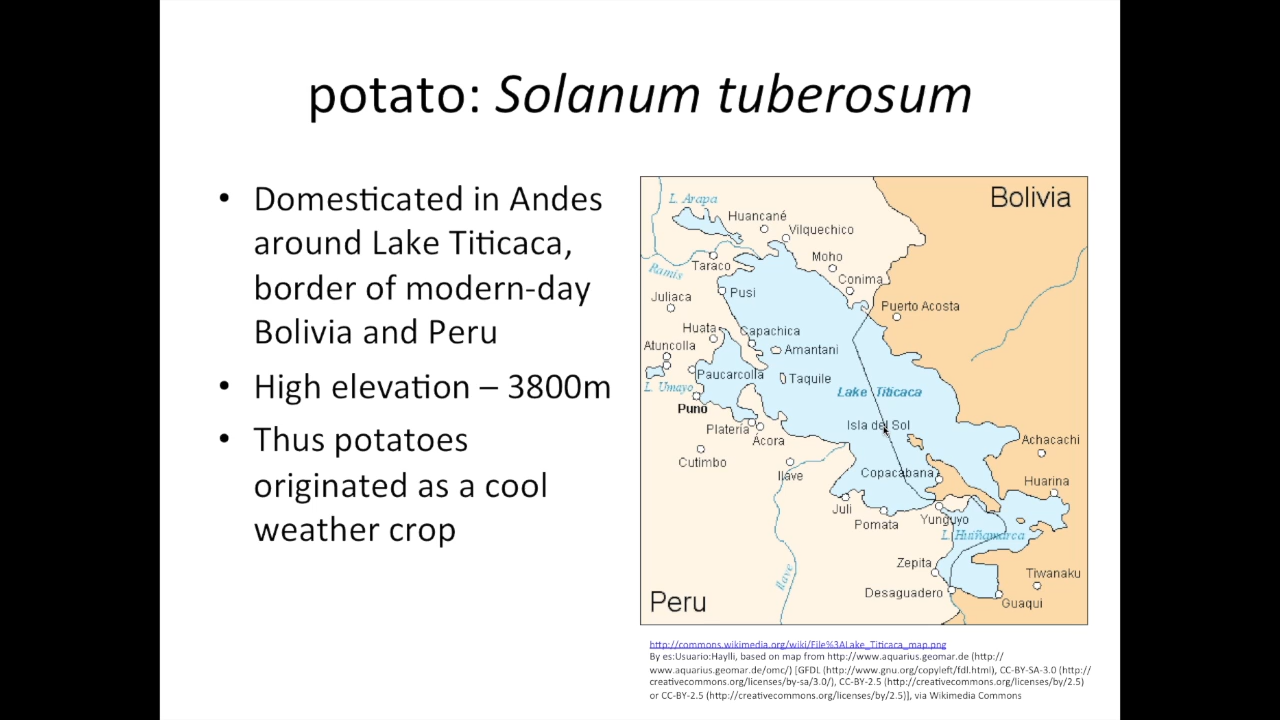 potato: Solanum tuberosum
• Domesticated in Andes
around Lake Titicaca,
border of modern-day
Bolivia and Peru
• High elevation – 3800m
• Thus potatoes
originated as a cool
weather crop
Bolivia
L. Arapa
Huancané
Vilquechico
Moho
Ramis
Taraco
Conima
Pusi
Juliaca
Puerto Acosta
Huata
Capachica
Atuncolla
Amantani
Paucarcolla
Taquile
L. Umayo
Lake Titicaca
Puno
Isla del Sol
Plateria
Acora
Achacachi
Cutimbo
Ilave
Copacabana
Huarina
Juli
Pomata
Yunguyo
L. Huiñamarca
Zepita
Tiwanaku
Ilave
Desaguadero
Guaqui
Peru
http://commons.wikimedia.org/wiki/File%3ALake_Titicaca_map.png
By es:Usuario:Haylli, based on map from http://www.aquarius.geomar.de (http://
www.aquarius.geomar.de/omc/) [GFDL (http://www.gnu.org/copyleft/fdl.html), CC-BY-SA-3.0 (http://
creativecommons.org/licenses/by-sa/3.0/), CC-BY-2.5 (http://creativecommons.org/licenses/by/2.5)
or CC-BY-2.5 (http://creativecommons.org/licenses/by/2.5)], via Wikimedia Commons